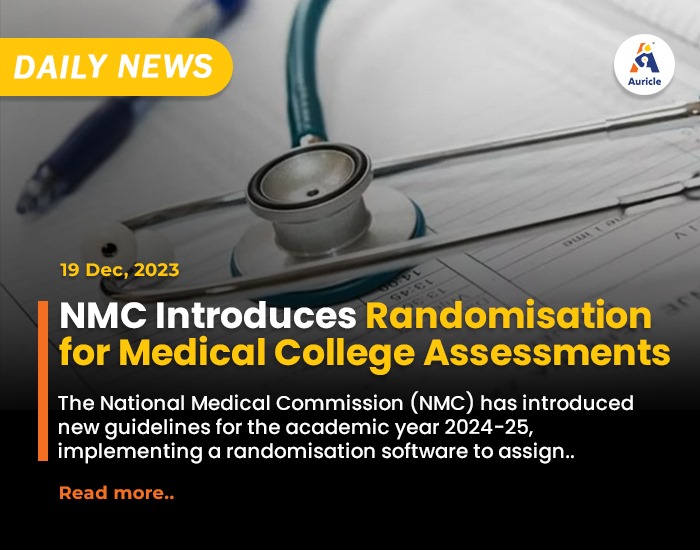 DAILY NEWS
Auricle
19 Dec, 2023
NMC Introduces Randomisation
for Medical College Assessments
The National Medical Commission (NMC) has introduced
new guidelines for the academic year 2024-25,
implementing a randomisation software to assign..
Read more..